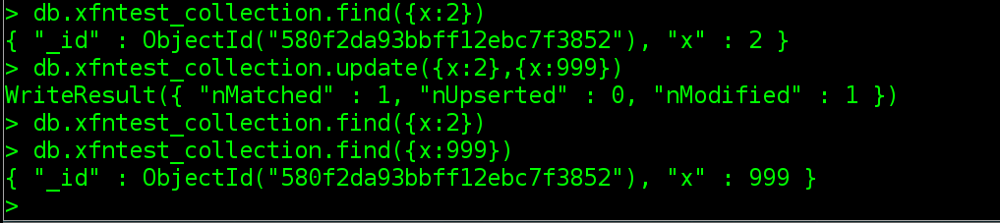 > db.xfntest_collection.find({x:2})
{ "_id" : ObjectId("580f2da93bbff12ebc7f3852"), "x" : 2 }
> db.xfntest_collection.update({x:2},{x:999})
WriteResult({ "nMatched" : 1, "nUpserted" : 0, "nModified" : 1 })
> db.xfntest_collection.find({x:2})
> db.xfntest_collection.find({x:999})
{ "_id" : ObjectId("580f2da93bbff12ebc7f3852"), "x" : 999 }
>